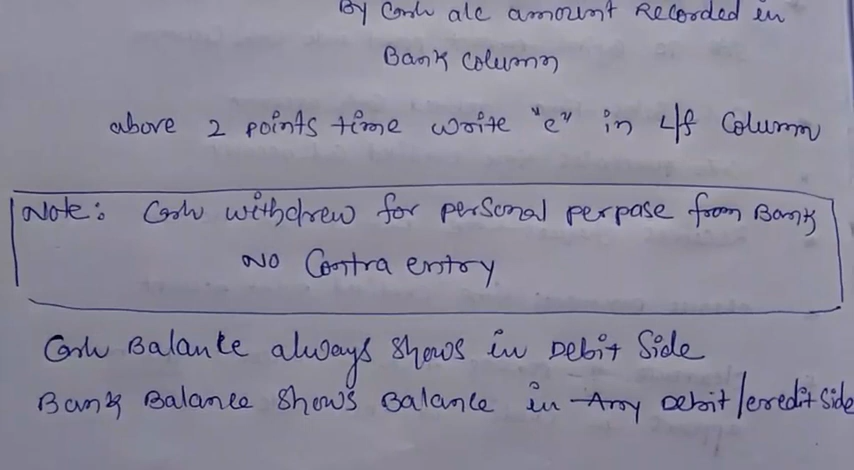 By Cash a/c amount Recorded in
Bank Column
above 2 points time write "c" in L/f Column
Note: Cash withdrew for personal perpase from Bank
NO Contra entry
Cash Balance always shows in Debit Side
Bank Balance shows Balance in Any Debit/credit side